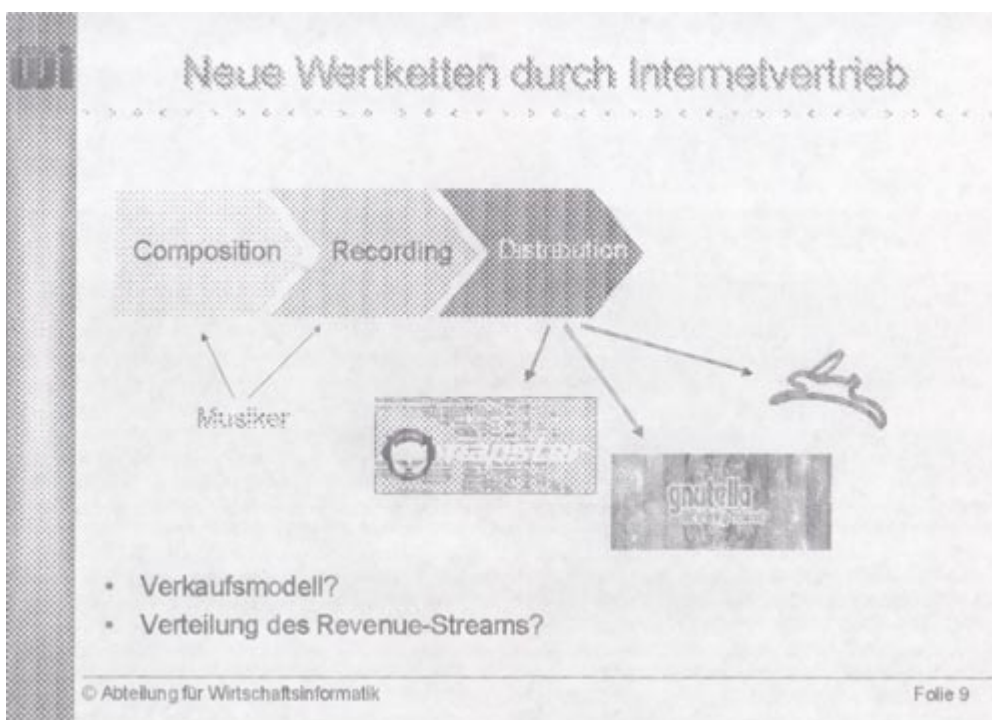 wi
Neue Wertketten durch Internetvertrieb
Composition
Recording
Distribution
Musiker
napster
gnutella
• Verkaufsmodell?
• Verteilung des Revenue-Streams?
© Abteilung für Wirtschaftsinformatik
Folie 9